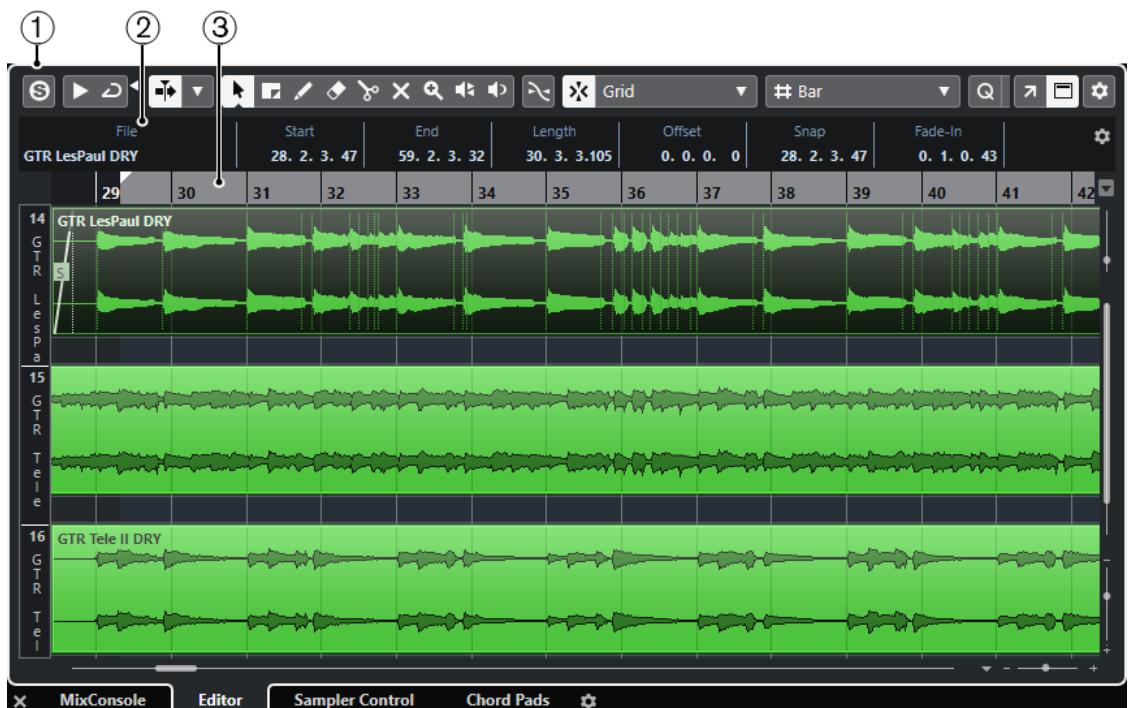 1 2 3
S Grid Bar Q
File Start End Length Offset Snap Fade-In
GTR LesPaul DRY 28. 2. 3. 47 59. 2. 3. 32 30. 3. 3.105 0. 0. 0. 0 28. 2. 3. 47 0. 1. 0. 43
29 30 31 32 33 34 35 36 37 38 39 40 41 42
14 GTR LesPaul DRY
GTR LesPa
S
15
GTR Tele
16 GTR Tele II DRY
GTR Tel
MixConsole Editor Sampler Control Chord Pads